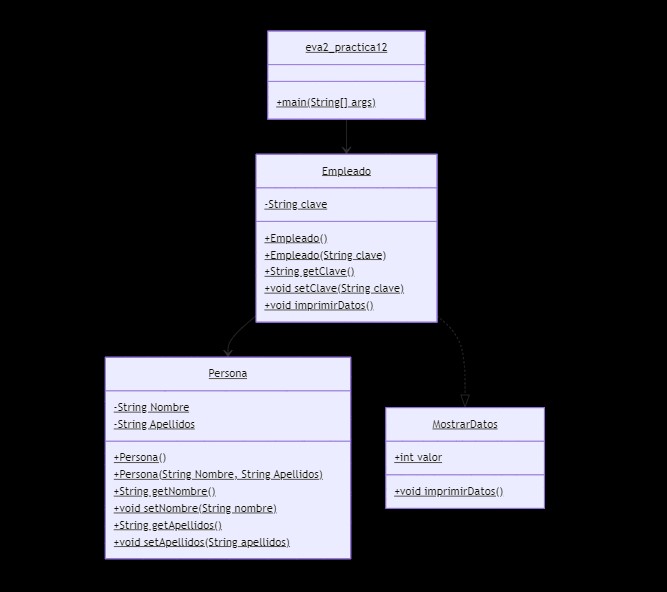 eva2_practica12
+main(String[] args)
Empleado
-String clave
+Empleado()
+Empleado(String clave)
+String getClave()
+void setClave(String clave)
+void imprimirDatos()
Persona
-String Nombre
-String Apellidos
+Persona()
+Persona(String Nombre, String Apellidos)
+String getNombre()
+void setNombre(String nombre)
+String getApellidos()
+void setApellidos(String apellidos)
MostrarDatos
+int valor
+void imprimirDatos()